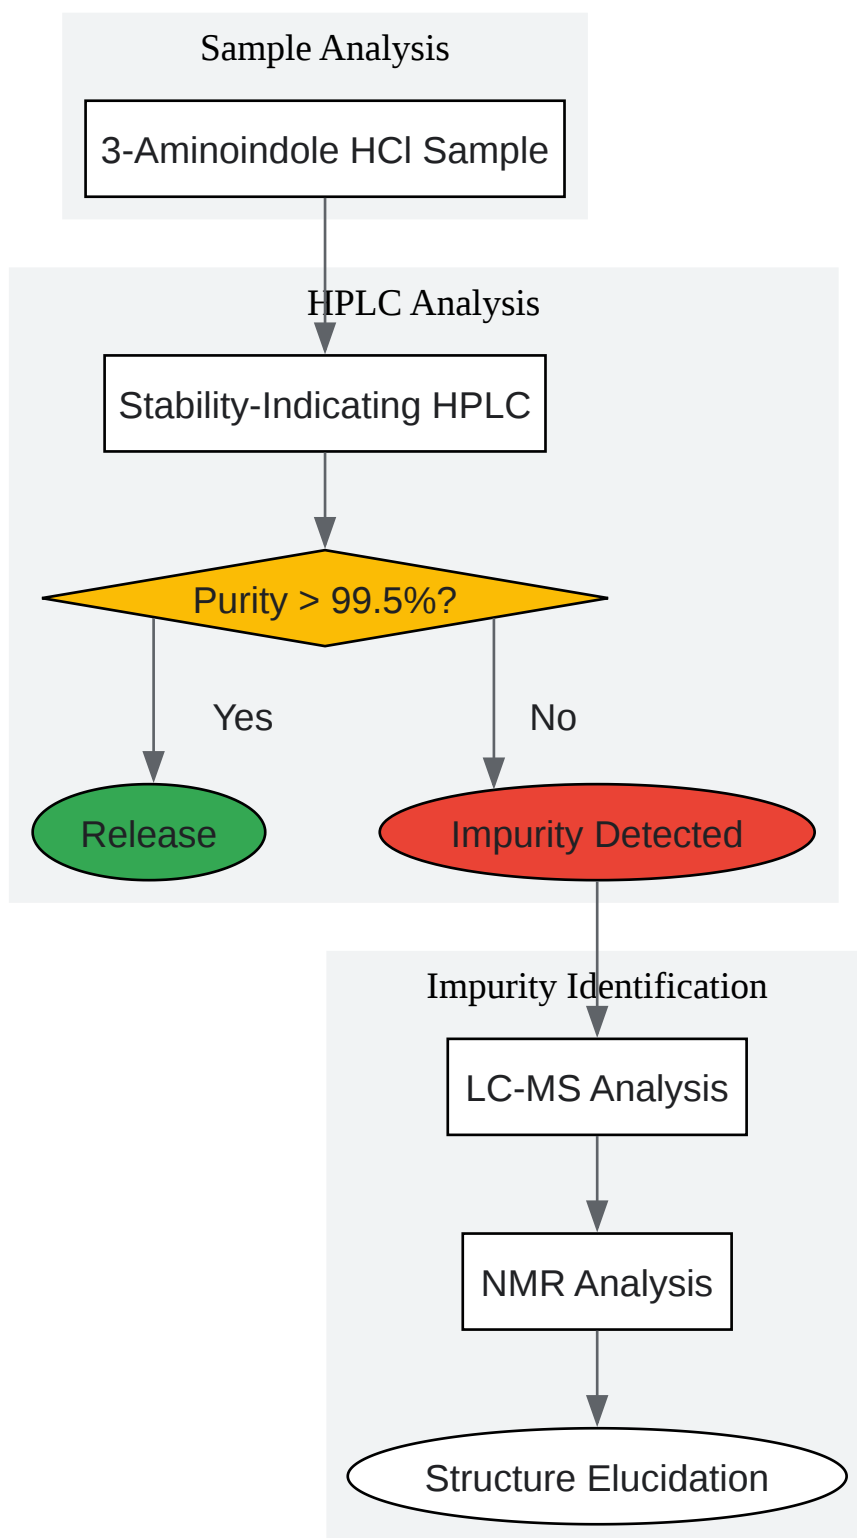 Sample Analysis
3-Aminoindole HCl Sample
HPLC Analysis
Stability-Indicating HPLC
Purity > 99.5%?
Yes
No
Release
Impurity Detected
Impurity Identification
LC-MS Analysis
NMR Analysis
Structure Elucidation